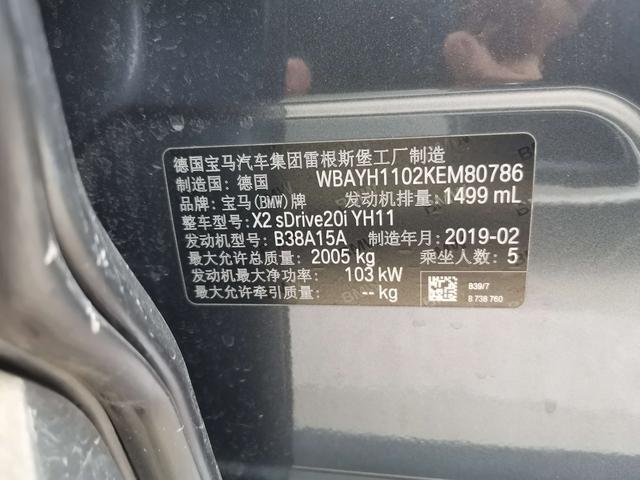 德国宝马汽车集团雷根斯堡工厂制造
制造国: 德国 WBAYH1102KEM80786
品牌: 宝马(BMW)牌 发动机排量: 1499 mL
整车型号: X2 sDrive20i YH11
发动机型号: B38A15A 制造年月: 2019-02
最大允许总质量: 2005 kg 乘坐人数: 5
发动机最大净功率: 103 kW
最大允许牵引质量: -- kg
B39/7
8 738 760